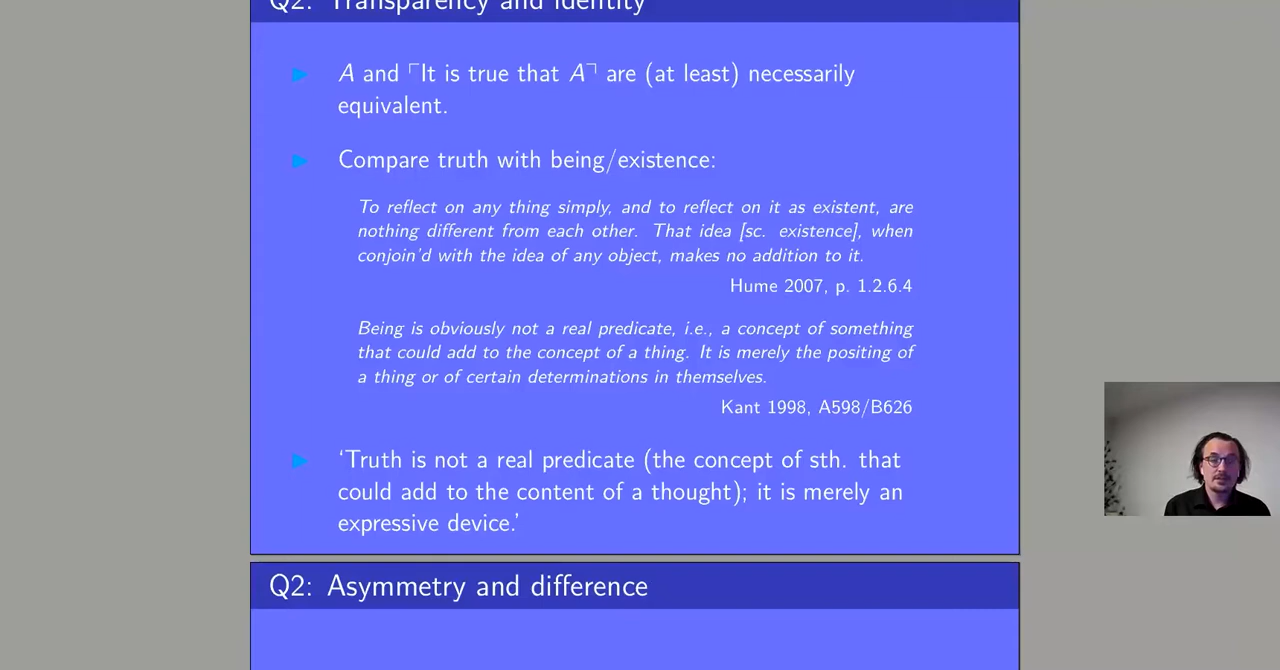 Q2: Transparency and identity
A and ⌜It is true that A⌝ are (at least) necessarily
equivalent.
Compare truth with being/existence:
To reflect on any thing simply, and to reflect on it as existent, are
nothing different from each other. That idea [sc. existence], when
conjoin'd with the idea of any object, makes no addition to it.
Hume 2007, p. 1.2.6.4
Being is obviously not a real predicate, i.e., a concept of something
that could add to the concept of a thing. It is merely the positing of
a thing or of certain determinations in themselves.
Kant 1998, A598/B626
‘Truth is not a real predicate (the concept of sth. that
could add to the content of a thought); it is merely an
expressive device.’
Q2: Asymmetry and difference